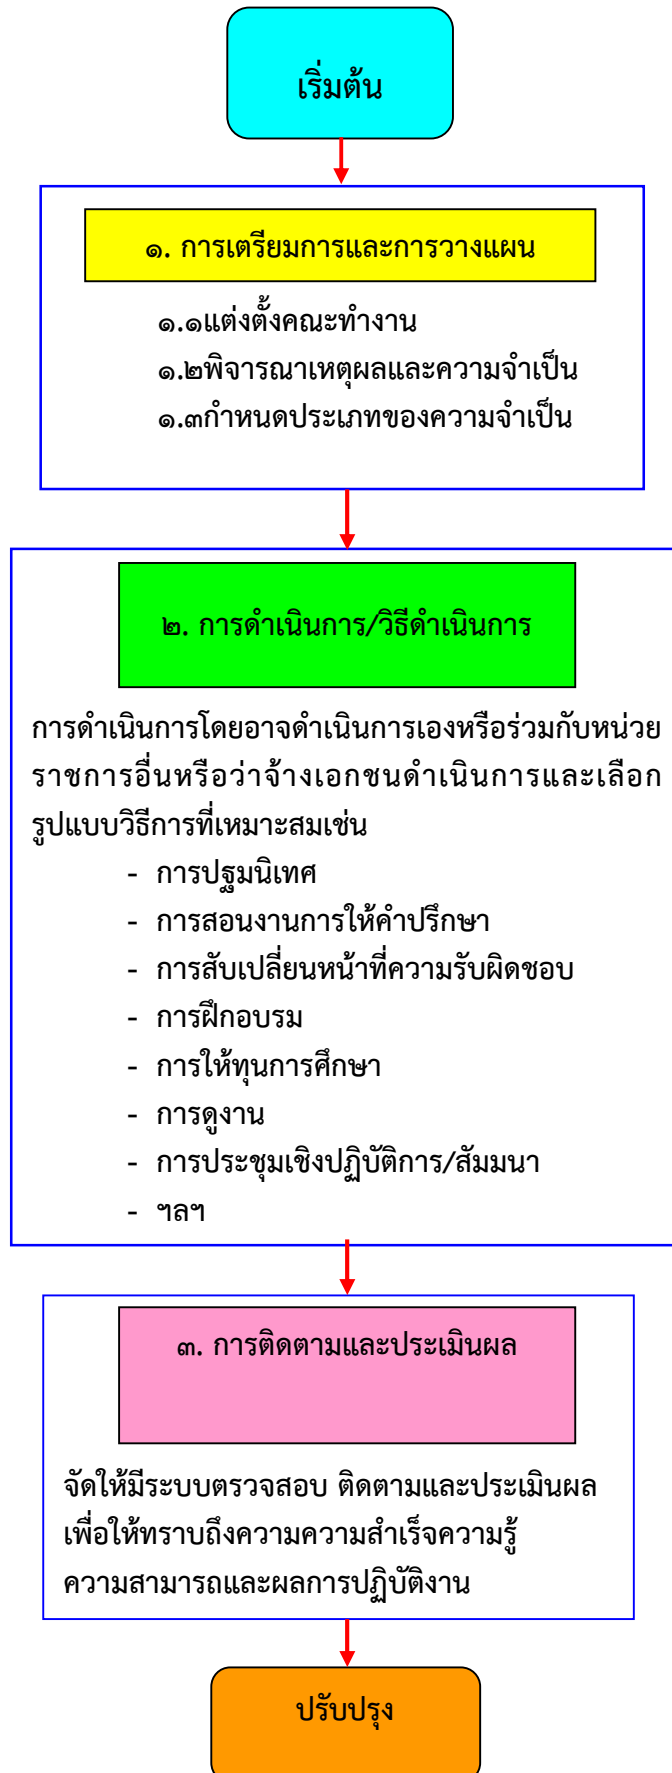 เริ่มต้น
๑. การเตรียมการและการวางแผน
๑.๑แต่งตั้งคณะทำงาน
๑.๒พิจารณาเหตุผลและความจำเป็น
๑.๓กำหนดประเภทของความจำเป็น
๒. การดำเนินการ/วิธีดำเนินการ
การดำเนินการโดยอาจดำเนินการเองหรือร่วมกับหน่วย
ราชการอื่นหรือว่าจ้างเอกชนดำเนินการและเลือก
รูปแบบวิธีการที่เหมาะสมเช่น
- การปฐมนิเทศ
- การสอนงานการให้คำปรึกษา
- การสับเปลี่ยนหน้าที่ความรับผิดชอบ
- การฝึกอบรม
- การให้ทุนการศึกษา
- การดูงาน
- การประชุมเชิงปฏิบัติการ/สัมมนา
- ฯลฯ
๓. การติดตามและประเมินผล
จัดให้มีระบบตรวจสอบ ติดตามและประเมินผล
เพื่อให้ทราบถึงความความสำเร็จความรู้
ความสามารถและผลการปฏิบัติงาน
ปรับปรุง